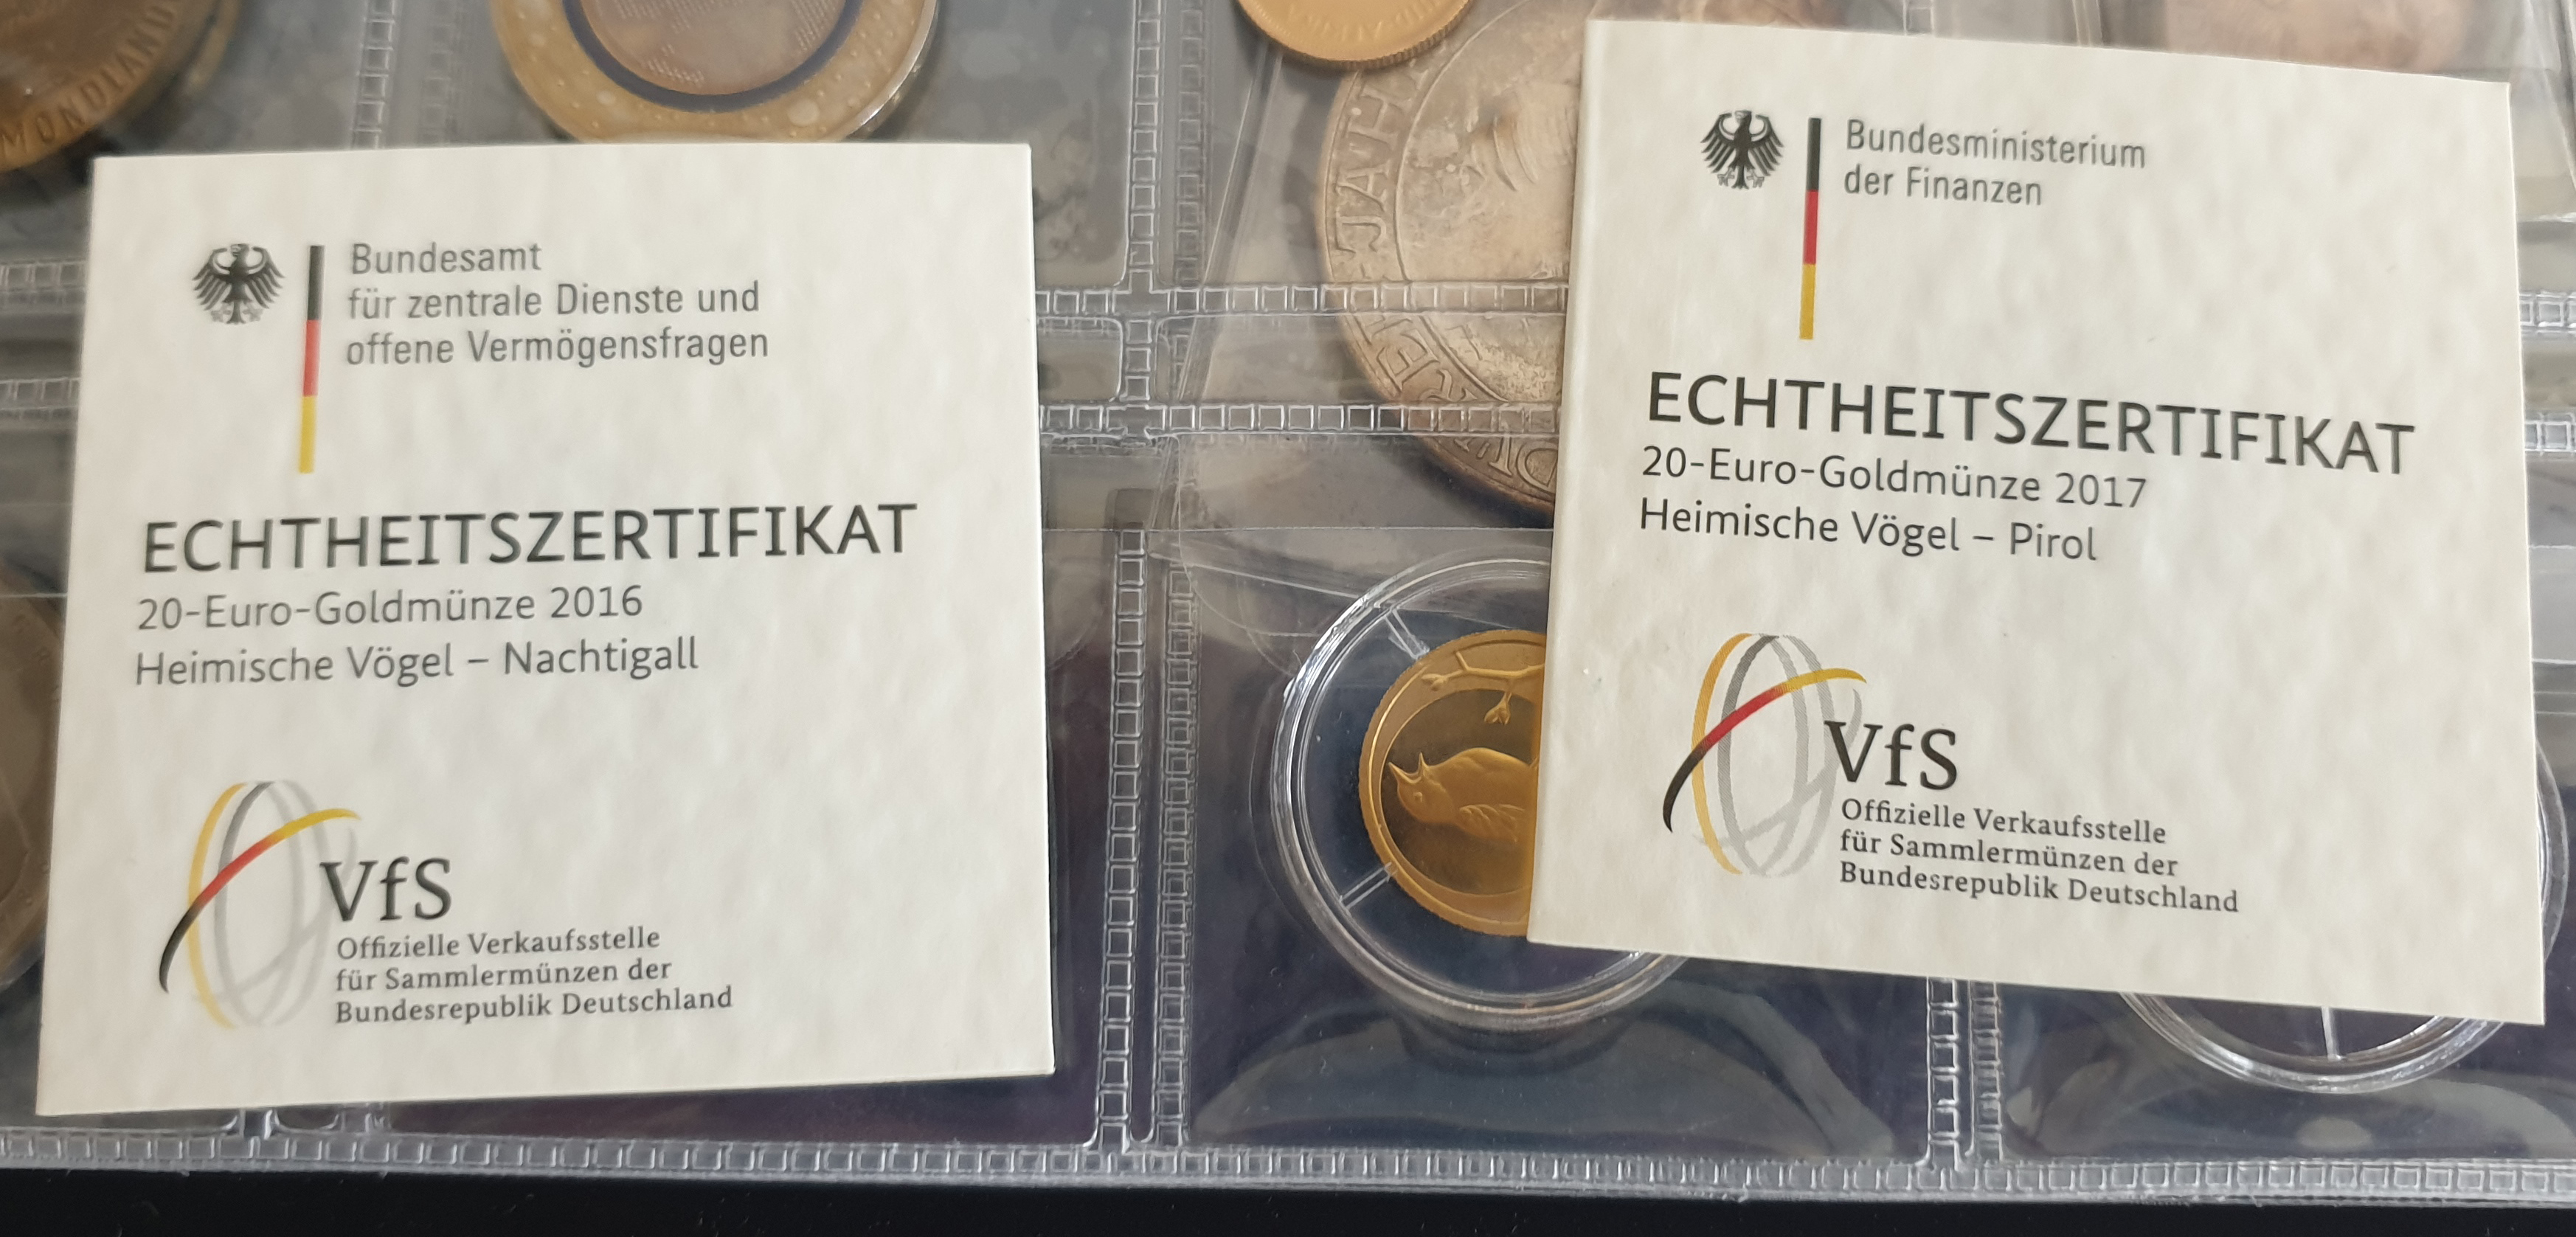 MONDLAND
Bundesamt
für zentrale Dienste und
offene Vermögensfragen
ECHTHEITSZERTIFIKAT
20-Euro-Goldmünze 2016
Heimische Vögel – Nachtigall
VfS
Offizielle Verkaufsstelle
für Sammlermünzen der
Bundesrepublik Deutschland
Bundesministerium
der Finanzen
ECHTHEITSZERTIFIKAT
20-Euro-Goldmünze 2017
Heimische Vögel – Pirol
VfS
Offizielle Verkaufsstelle
für Sammlermünzen der
Bundesrepublik Deutschland